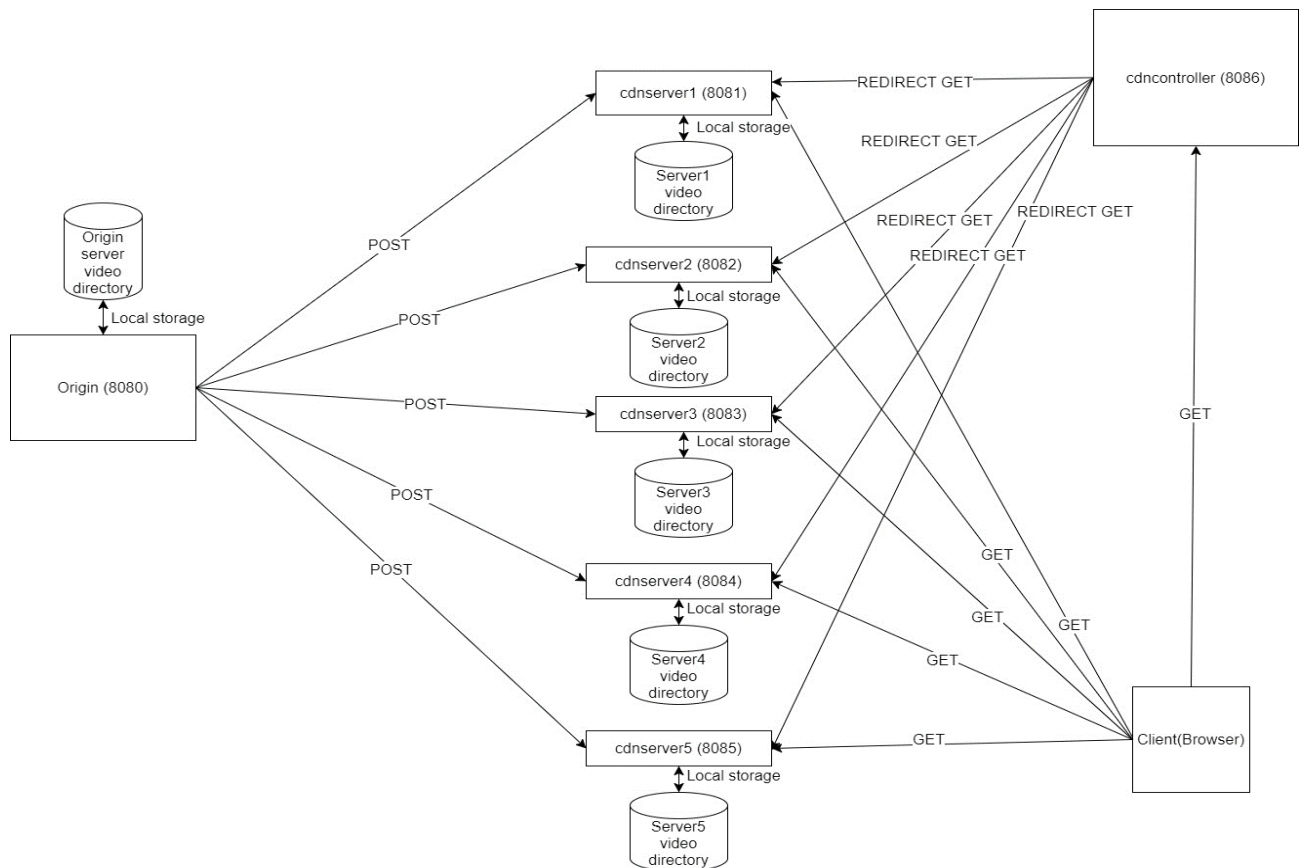 cdnserver1 (8081)
REDIRECT GET
cdncontroller (8086)
Local storage
Server1
video
directory
REDIRECT GET
REDIRECT GET
REDIRECT GET
REDIRECT GET
Origin
server
video
directory
Local storage
Origin (8080)
POST
POST
POST
POST
POST
cdnserver2 (8082)
Local storage
Server2
video
directory
cdnserver3 (8083)
Local storage
Server3
video
directory
cdnserver4 (8084)
Local storage
Server4
video
directory
cdnserver5 (8085)
Local storage
Server5
video
directory
GET
GET
GET
GET
GET
GET
Client(Browser)